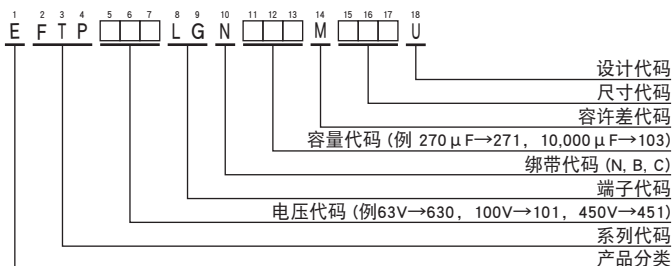 1 2 3 4 5 6 7 8 9 10 11 12 13 14 15 16 17 18
E F T P □□□ L G N □□□ M □□□ U
设计代码
尺寸代码
容许差代码
容量代码 (例 270μF→271，10,000μF→103)
绑带代码 (N, B, C)
端子代码
电压代码 (例63V→630，100V→101，450V→451)
系列代码
产品分类